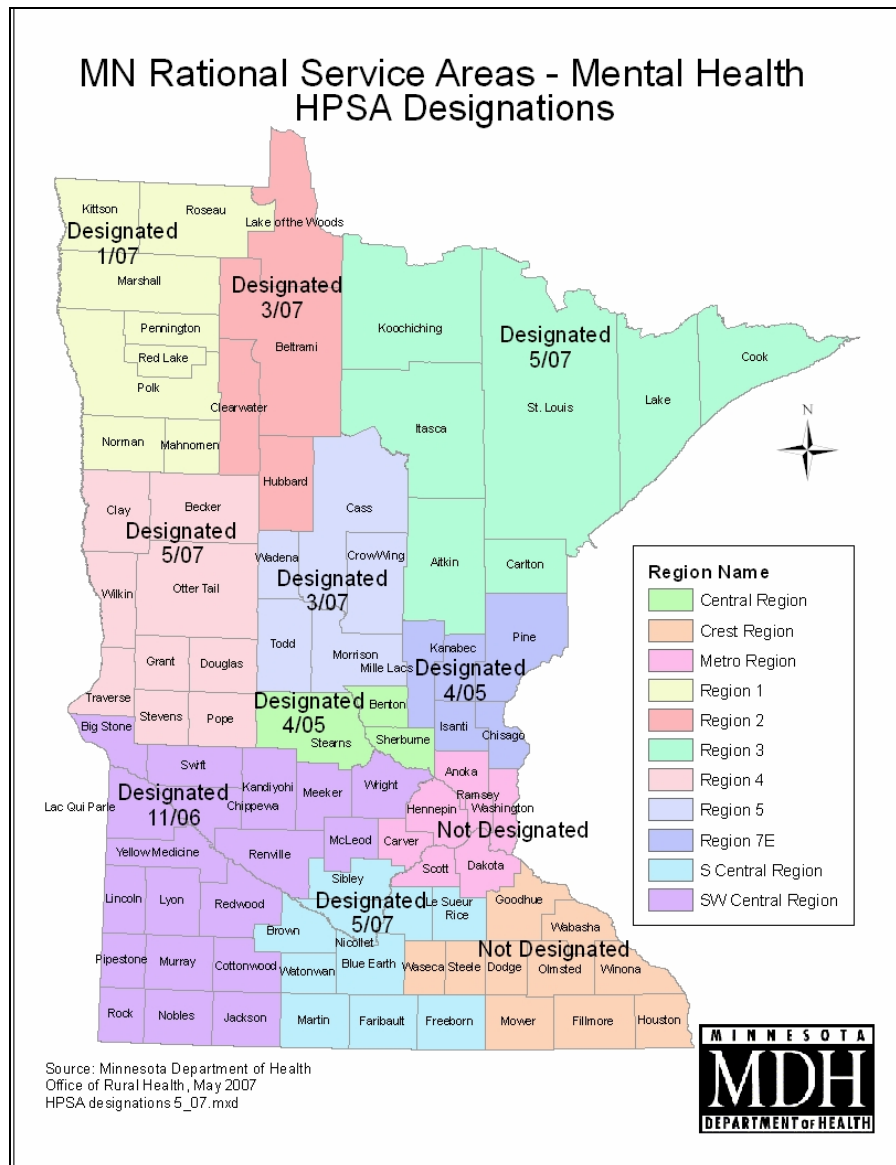 MN Rational Service Areas - Mental Health
HPSA Designations
Kittson
Roseau
Lake of the Woods
Designated
1/07
Marshall
Designated
3/07
Pennington
Red Lake
Polk
Beltrami
Koochiching
Designated
5/07
Cook
Lake
St. Louis
Clearwater
Itasca
Norman
Mahnomen
N
Hubbard
Clay
Becker
Cass
Designated
5/07
Wadena
CrowWing
Aitkin
Carlton
Designated
3/07
Wilkin
Otter Tail
Pine
Todd
Morrison
Mille Lacs
Kanabec
Designated
4/05
Grant
Douglas
Traverse
Stevens
Pope
Designated
4/05
Benton
Stearns
Sherburne
Isanti
Chisago
Big Stone
Swift
Kandiyohi
Meeker
Wright
Anoka
Ramsey
Washington
Hennepin
Lac Qui Parle
Designated
11/06
Chippewa
Not Designated
Yellow Medicine
Renville
McLeod
Carver
Scott
Dakota
Sibley
Lincoln
Lyon
Redwood
Designated
5/07
Le Sueur
Rice
Goodhue
Wabasha
Brown
Nicollet
Not Designated
Pipestone
Murray
Cottonwood
Watonwan
Blue Earth
Waseca
Steele
Dodge
Olmsted
Winona
Rock
Nobles
Jackson
Martin
Faribault
Freeborn
Mower
Fillmore
Houston
Region Name
Central Region
Crest Region
Metro Region
Region 1
Region 2
Region 3
Region 4
Region 5
Region 7E
S Central Region
SW Central Region
Source: Minnesota Department of Health
Office of Rural Health, May 2007
HPSA designations 5_07.mxd
MINNESOTA
MDH
DEPARTMENT OF HEALTH